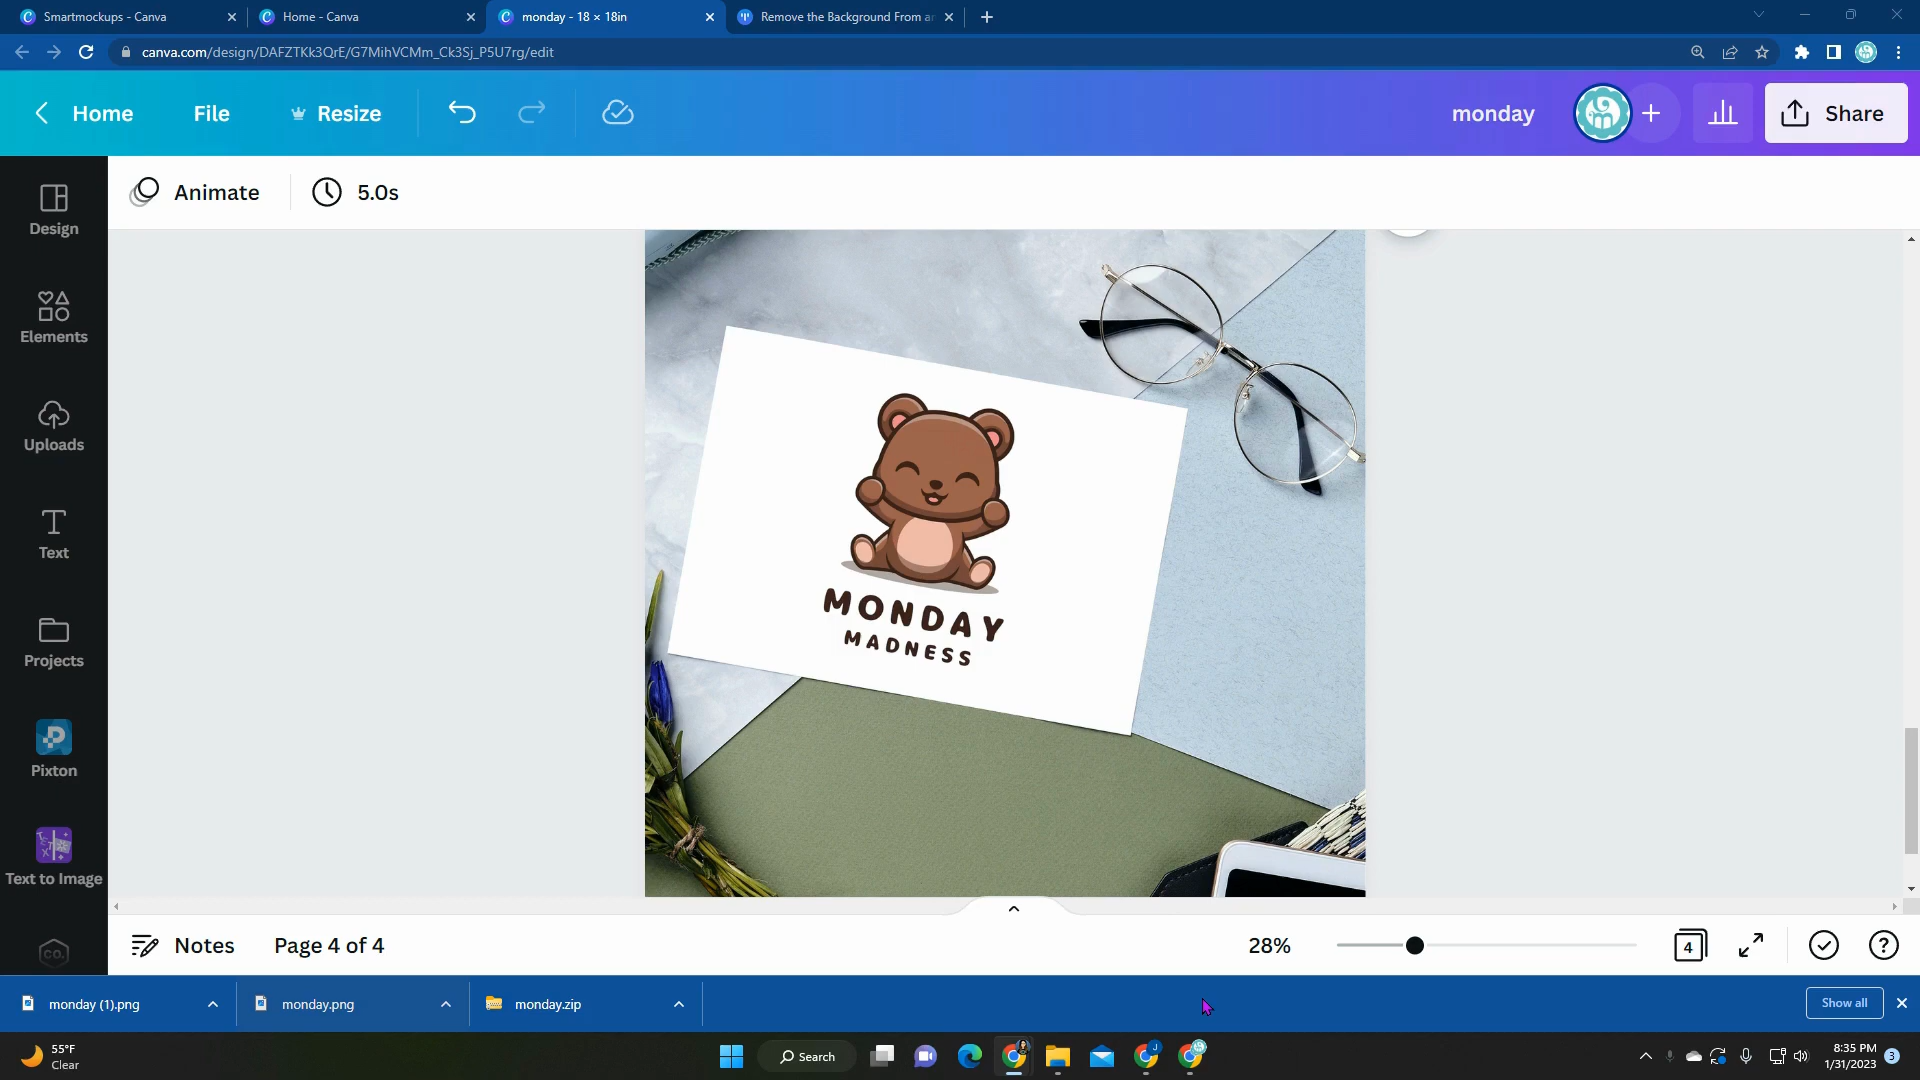 Smartmockups - Canva
Home - Canva
monday - 18 × 18in
Remove the Background From an
canva.com/design/DAFZTKk3QrE/G7MihVCMm_Ck3Sj_P5U7rg/edit
Home
File
Resize
monday
Share
Animate
5.0s
Design
Elements
Uploads
Text
Projects
Pixton
Text to Image
co.
MONDAY
MADNESS
Notes
Page 4 of 4
28%
4
monday (1).png
monday.png
monday.zip
Show all
55°F
Clear
Search
J
8:35 PM
1/31/2023
3